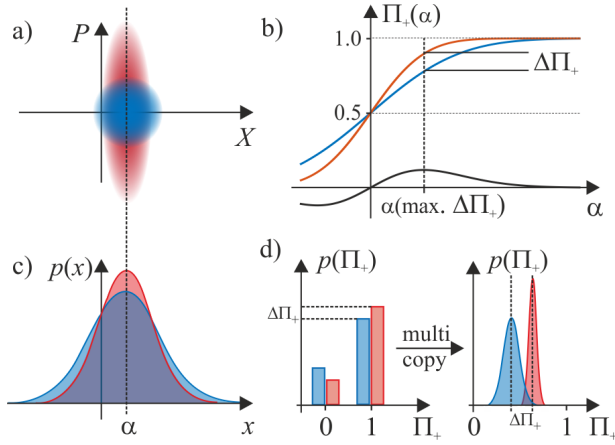 a)
P
X
b)
Π₊(α)
1.0
ΔΠ₊
0.5
α(max. ΔΠ₊)
α
c)
p(x)
α
x
d)
p(Π₊)
ΔΠ₊
0
1
Π₊
multi
copy
p(Π₊)
0
ΔΠ₊
1
Π₊